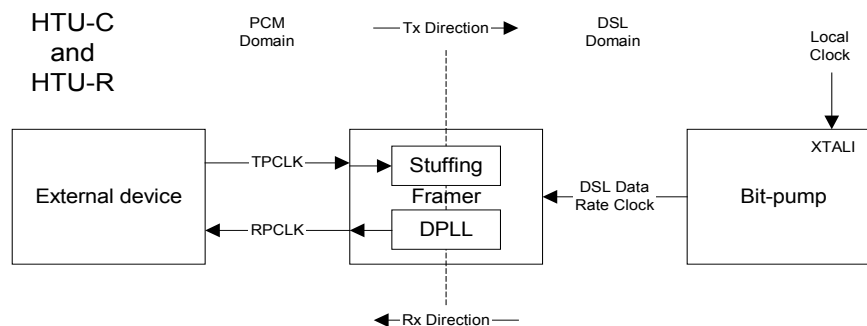 HTU-C
and
HTU-R
PCM
Domain
Tx Direction
DSL
Domain
Local
Clock
XTALI
External device
TPCLK
RPCLK
Stuffing
Framer
DPLL
DSL Data
Rate Clock
Bit-pump
Rx Direction